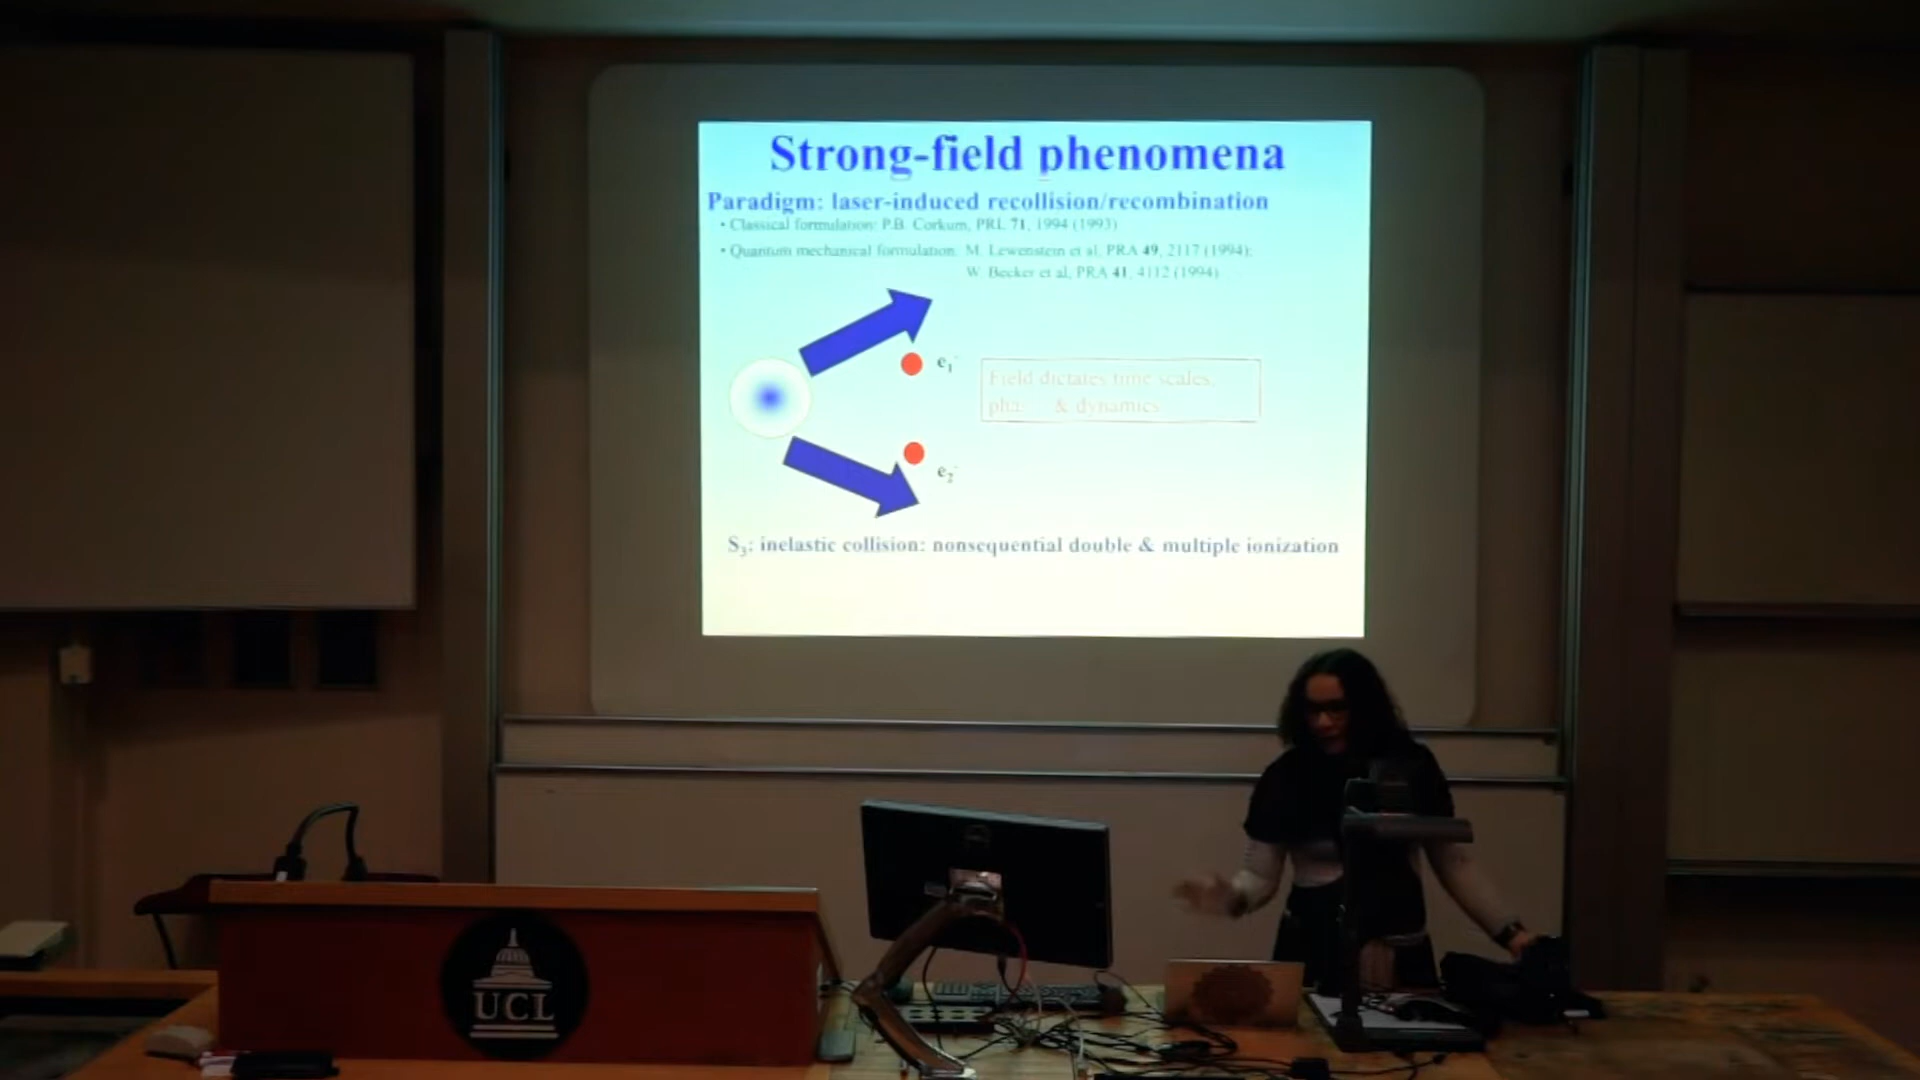 Strong-field phenomena
Paradigm: laser-induced recollision/recombination
• Classical formulation: P.B. Corkum, PRL 71, 1994 (1993)
• Quantum mechanical formulation: M. Lewenstein et al, PRA 49, 2117 (1994);
W. Becker et al, PRA 41, 4112 (1994)
e₁⁻
Field dictates time scales,
& dynamics
e₂⁻
S₃: inelastic collision: nonsequential double & multiple ionization
UCL